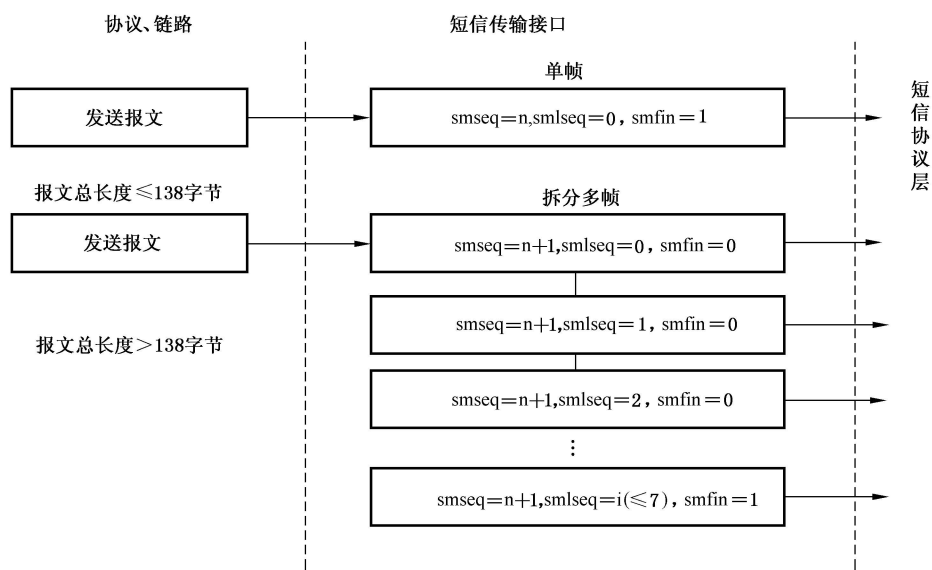 协议、链路
短信传输接口
单帧
发送报文
smseq=n,smlseq=0，smfin=1
短信协议层
报文总长度≤138字节
拆分多帧
发送报文
smseq=n+1,smlseq=0，smfin=0
smseq=n+1,smlseq=1，smfin=0
报文总长度>138字节
smseq=n+1,smlseq=2，smfin=0
⋮
smseq=n+1,smlseq=i(≤7)，smfin=1